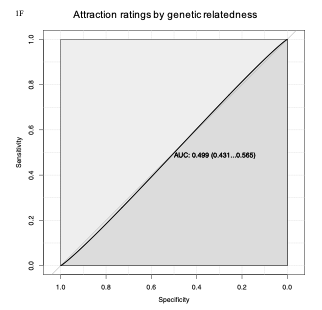 1F
Attraction ratings by genetic relatedness
1.0
0.8
0.6
0.4
0.2
0.0
Sensitivity
AUC: 0.499 (0.431...0.565)
1.0 0.8 0.6 0.4 0.2 0.0
Specificity